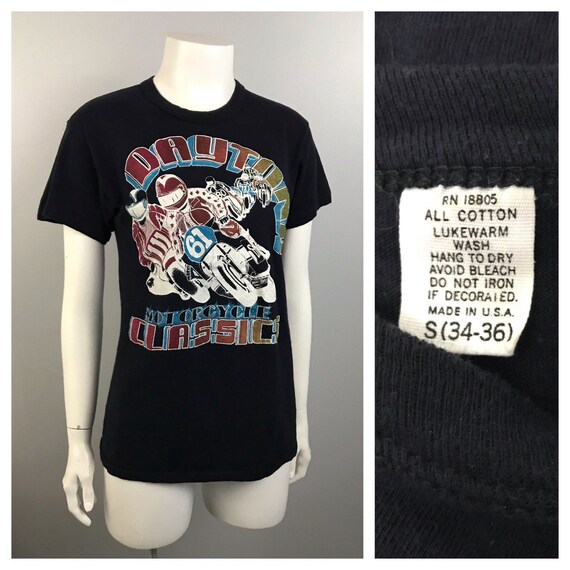 DAYTONA
61
MOTORCYCLE
CLASSICS
RN 18805
ALL COTTON
LUKEWARM
WASH
HANG TO DRY
AVOID BLEACH
DO NOT IRON
IF DECORATED.
MADE IN U.S.A.
S (34-36)